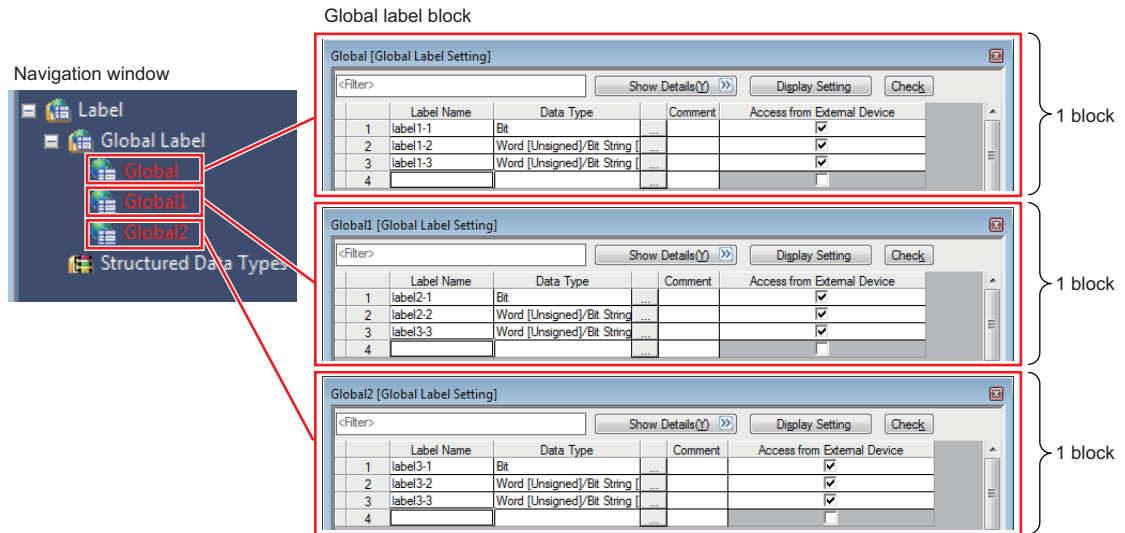 Global label block
Navigation window
Label
Global Label
Global
Global1
Global2
Structured Data Types
Global [Global Label Setting]
<Filter>
Show Details(Y) Display Setting Check
Label Name Data Type Comment Access from External Device
1 label1-1 Bit ...
2 label1-2 Word [Unsigned]/Bit String [ ...
3 label1-3 Word [Unsigned]/Bit String [ ...
4 ...
1 block
Global1 [Global Label Setting]
<Filter>
Show Details(Y) Display Setting Check
Label Name Data Type Comment Access from External Device
1 label2-1 Bit ...
2 label2-2 Word [Unsigned]/Bit String ...
3 label3-3 Word [Unsigned]/Bit String ...
4 ...
1 block
Global2 [Global Label Setting]
<Filter>
Show Details(Y) Display Setting Check
Label Name Data Type Comment Access from External Device
1 label3-1 Bit ...
2 label3-2 Word [Unsigned]/Bit String [ ...
3 label3-3 Word [Unsigned]/Bit String [ ...
4 ...
1 block